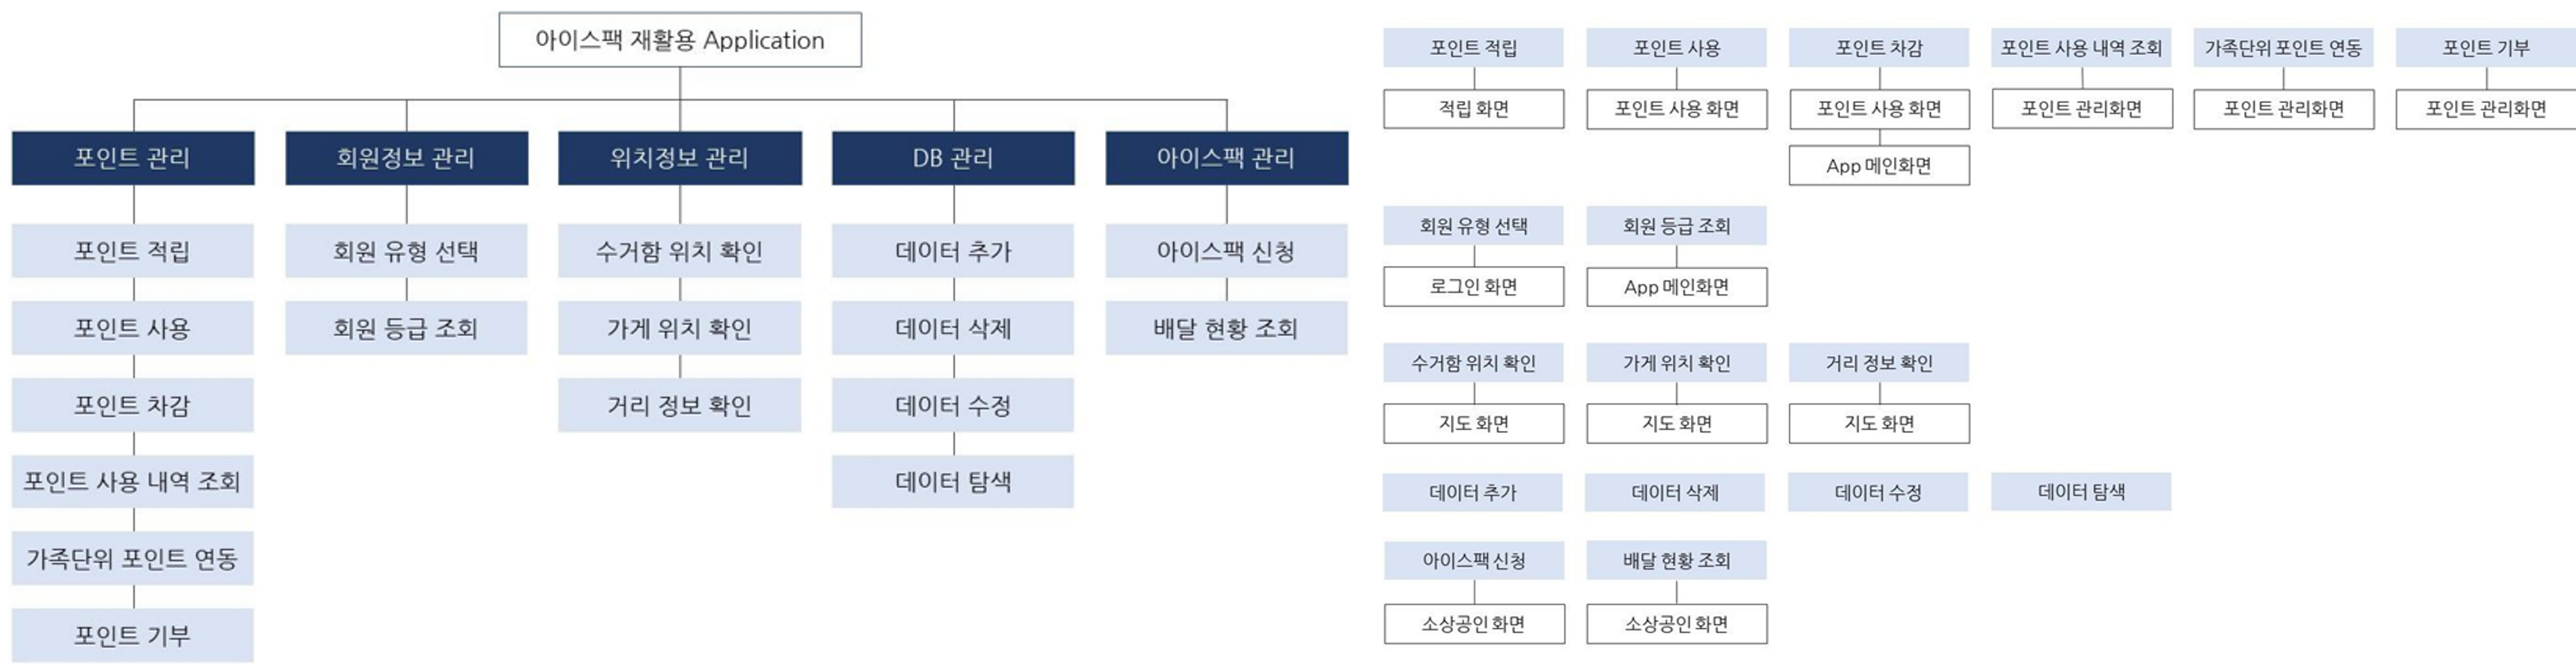 아이스팩 재활용 Application
포인트 관리
회원정보 관리
위치정보 관리
DB 관리
아이스팩 관리
포인트 적립
포인트 사용
포인트 차감
포인트 사용 내역 조회
가족단위 포인트 연동
포인트 기부
회원 유형 선택
회원 등급 조회
수거함 위치 확인
가게 위치 확인
거리 정보 확인
데이터 추가
데이터 삭제
데이터 수정
데이터 탐색
아이스팩 신청
배달 현황 조회
포인트 적립
포인트 사용
포인트 차감
포인트 사용 내역 조회
가족단위 포인트 연동
포인트 기부
적립 화면
포인트 사용 화면
포인트 사용 화면
포인트 관리화면
포인트 관리화면
포인트 관리화면
App 메인화면
회원 유형 선택
회원 등급 조회
로그인 화면
App 메인화면
수거함 위치 확인
가게 위치 확인
거리 정보 확인
지도 화면
지도 화면
지도 화면
데이터 추가
데이터 삭제
데이터 수정
데이터 탐색
아이스팩 신청
배달 현황 조회
소상공인 화면
소상공인 화면